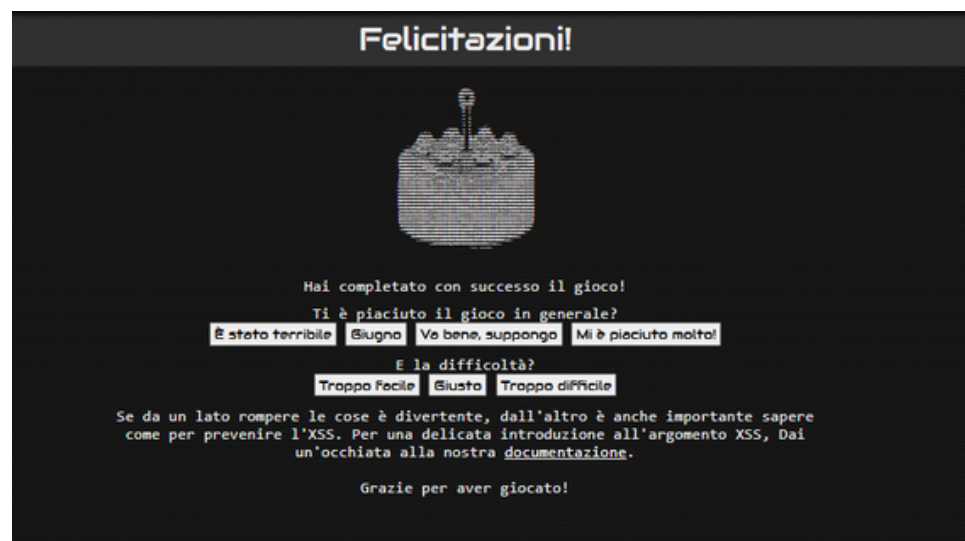 Felicitazioni!
Hai completato con successo il gioco!
Ti è piaciuto il gioco in generale?
È stato terribile Giugno Va bene, suppongo Mi è piaciuto molto!
E la difficoltà?
Troppo facile Giusto Troppo difficile
Se da un lato rompere le cose è divertente, dall'altro è anche importante sapere
come per prevenire l'XSS. Per una delicata introduzione all'argomento XSS, Dai
un'occhiata alla nostra documentazione.
Grazie per aver giocato!